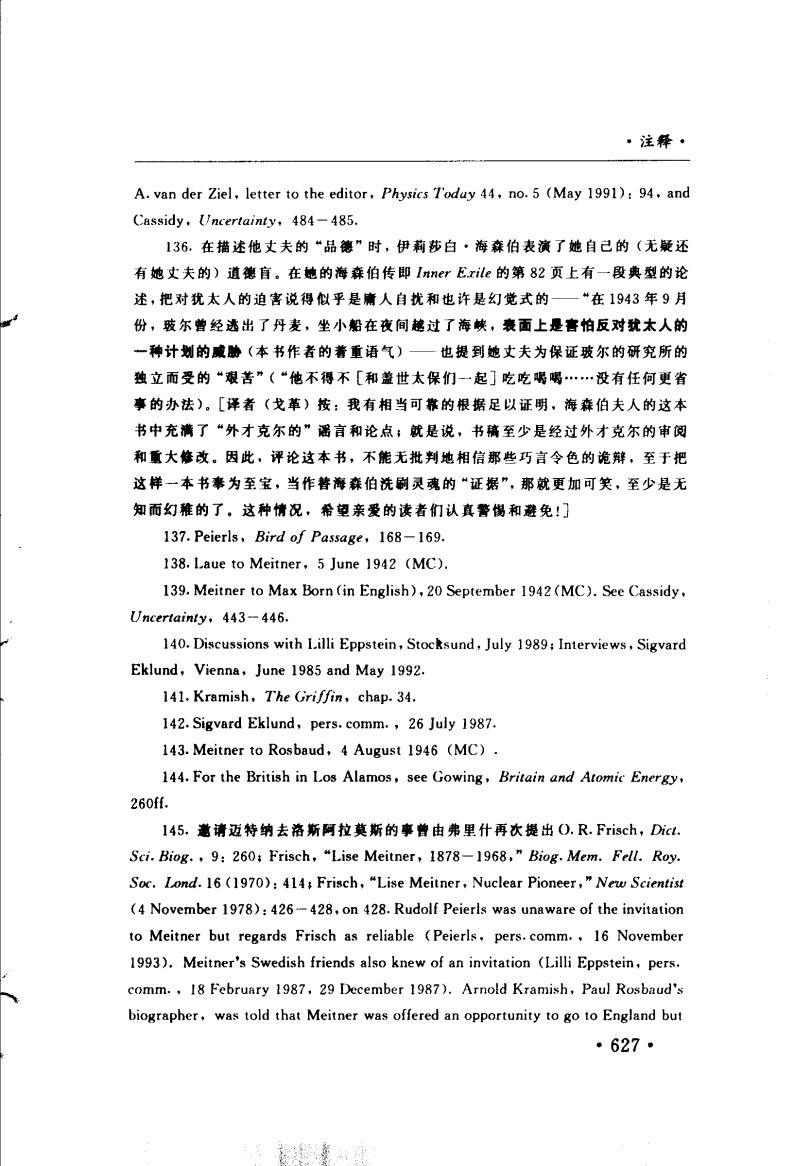 ·注释·
A. van der Ziel, letter to the editor, Physics Today 44, no. 5 (May 1991): 94, and
Cassidy, Uncertainty, 484-485.
136. 在描述他丈夫的“品德”时，伊莉莎白·海森伯表演了她自己的（无疑还
有她丈夫的）道德盲。在她的海森伯传即 Inner Exile 的第 82 页上有一段典型的论
述，把对犹太人的迫害说得似乎是庸人自扰和也许是幻觉式的——“在 1943 年 9 月
份，玻尔曾经逃出了丹麦，坐小船在夜间越过了海峡，表面上是害怕反对犹太人的
一种计划的威胁（本书作者的著重语气）——也提到她丈夫为保证玻尔的研究所的
独立而受的“艰苦”（“他不得不［和盖世太保们一起］吃吃喝喝……没有任何更省
事的办法）。［译者（戈革）按：我有相当可靠的根据足以证明，海森伯夫人的这本
书中充满了“外才克尔的”谣言和论点；就是说，书稿至少是经过外才克尔的审阅
和重大修改。因此，评论这本书，不能无批判地相信那些巧言令色的诡辩，至于把
这样一本书奉为至宝，当作替海森伯洗刷灵魂的“证据”，那就更加可笑，至少是无
知而幻稚的了。这种情况，希望亲爱的读者们认真警惕和避免!］
137. Peierls, Bird of Passage, 168-169.
138. Laue to Meitner, 5 June 1942 (MC).
139. Meitner to Max Born (in English), 20 September 1942 (MC). See Cassidy,
Uncertainty, 443-446.
140. Discussions with Lilli Eppstein, Stocksund, July 1989; Interviews, Sigvard
Eklund, Vienna, June 1985 and May 1992.
141. Kramish, The Griffin, chap. 34.
142. Sigvard Eklund, pers. comm., 26 July 1987.
143. Meitner to Rosbaud, 4 August 1946 (MC).
144. For the British in Los Alamos, see Gowing, Britain and Atomic Energy,
260ff.
145. 邀请迈特纳去洛斯阿拉莫斯的事曾由弗里什再次提出 O. R. Frisch, Dict.
Sci. Biog., 9: 260; Frisch, “Lise Meitner, 1878-1968,” Biog. Mem. Fell. Roy.
Soc. Lond. 16 (1970): 414; Frisch, “Lise Meitner, Nuclear Pioneer,” New Scientist
(4 November 1978): 426-428, on 428. Rudolf Peierls was unaware of the invitation
to Meitner but regards Frisch as reliable (Peierls, pers. comm., 16 November
1993). Meitner's Swedish friends also knew of an invitation (Lilli Eppstein, pers.
comm., 18 February 1987, 29 December 1987). Arnold Kramish, Paul Rosbaud's
biographer, was told that Meitner was offered an opportunity to go to England but
·627·